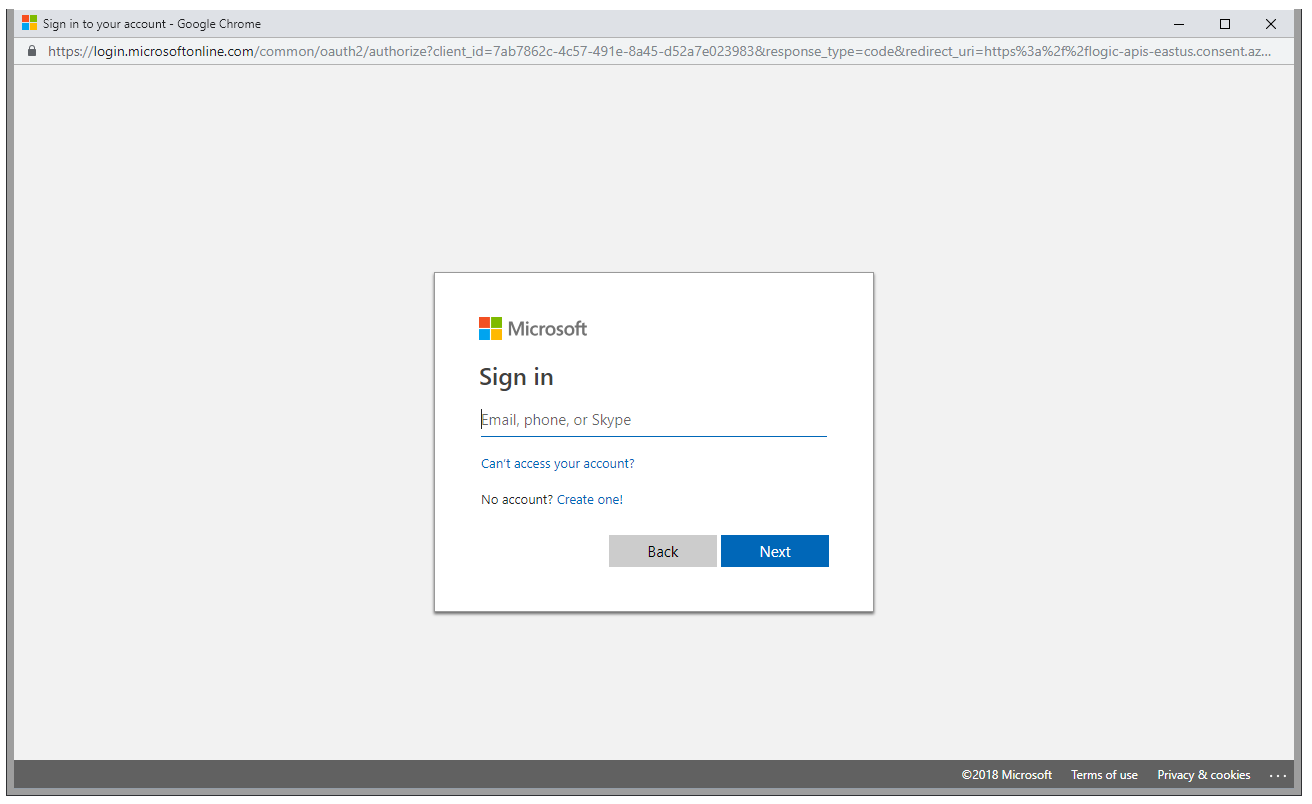 Sign in to your account - Google Chrome
https://login.microsoftonline.com/common/oauth2/authorize?client_id=7ab7862c-4c57-491e-8a45-d52a7e023983&response_type=code&redirect_uri=https%3a%2f%2flogic-apis-eastus.consent.az...
Microsoft
Sign in
Email, phone, or Skype
Can't access your account?
No account? Create one!
Back Next
©2018 Microsoft Terms of use Privacy & cookies ...